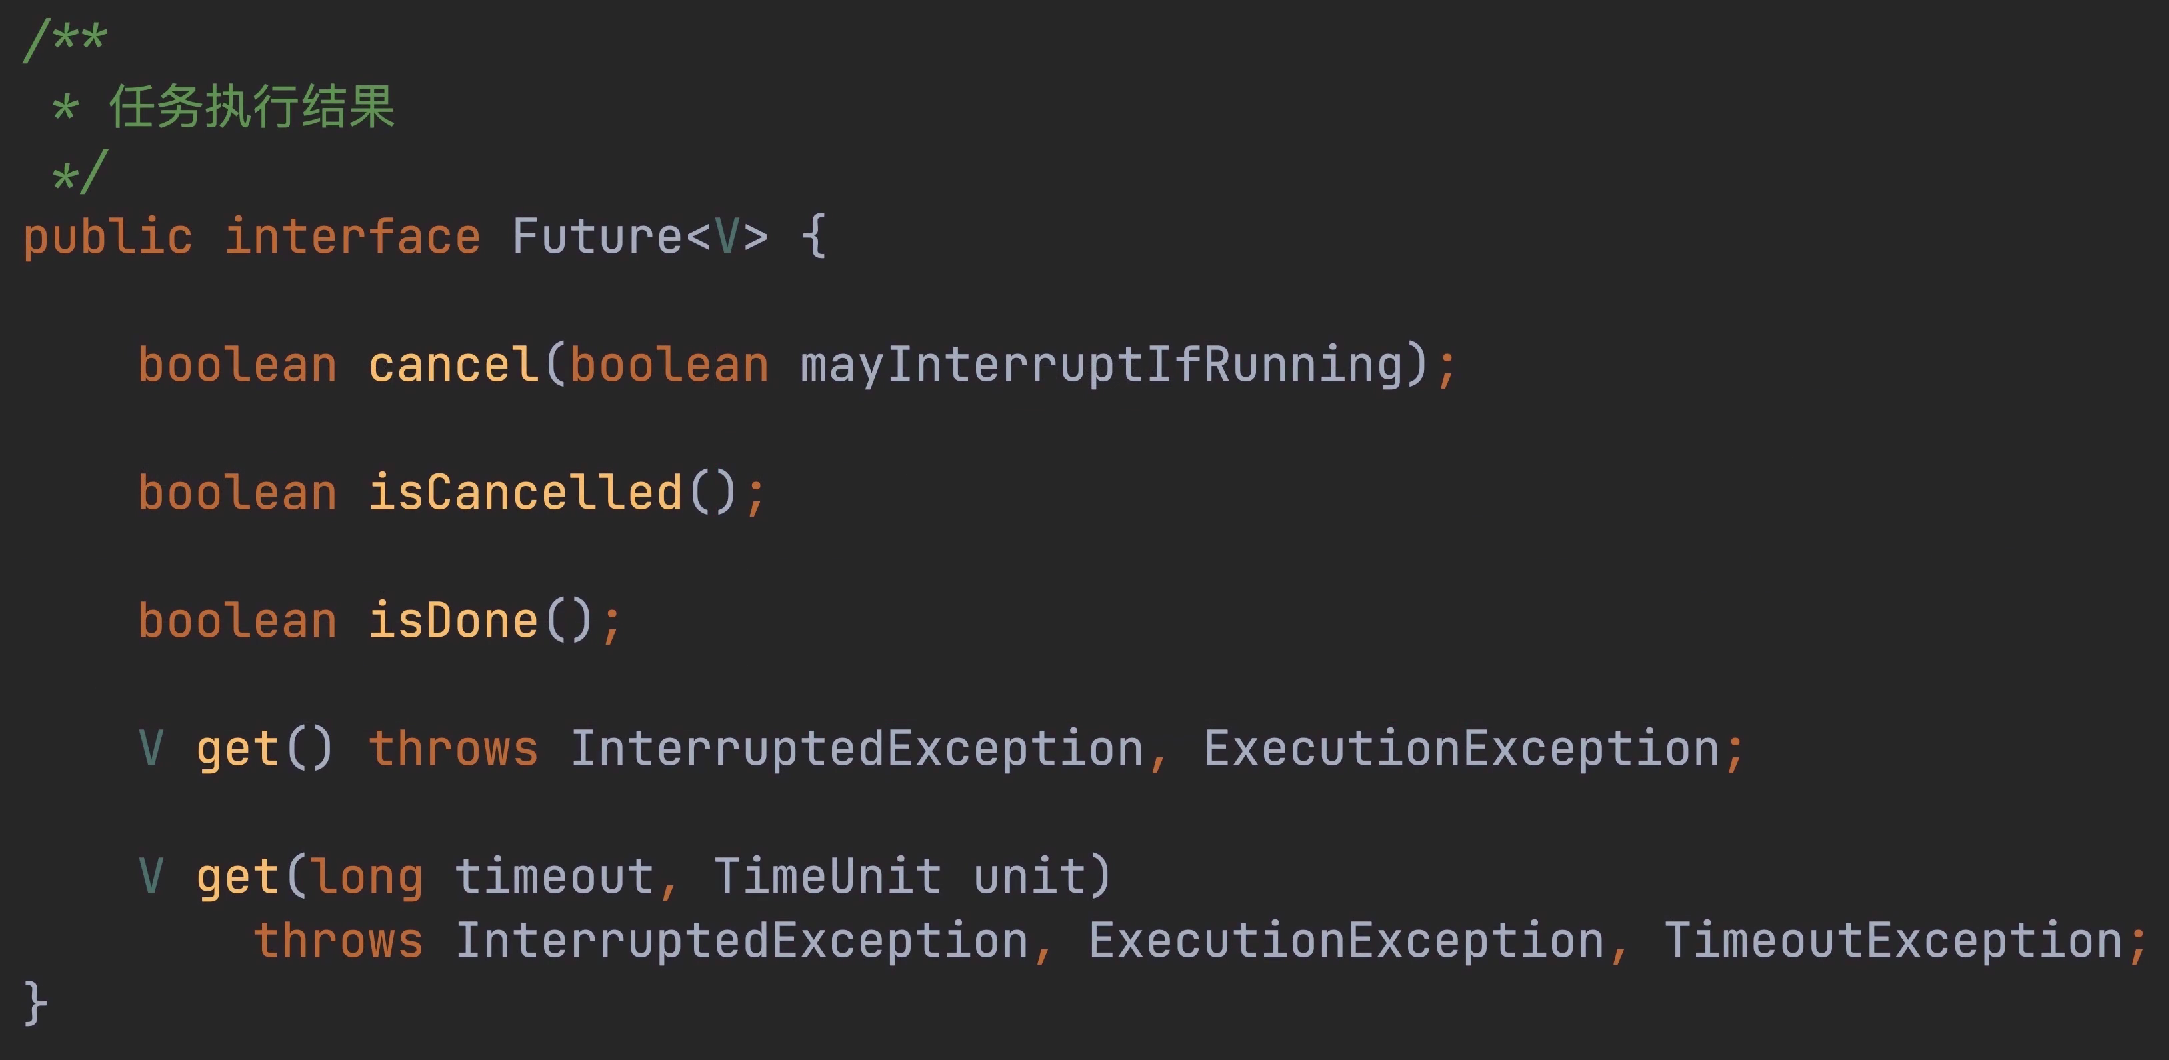 /**
 * 任务执行结果
 */
public interface Future<V> {
    boolean cancel(boolean mayInterruptIfRunning);
    boolean isCancelled();
    boolean isDone();
    V get() throws InterruptedException, ExecutionException;
    V get(long timeout, TimeUnit unit)
        throws InterruptedException, ExecutionException, TimeoutException;
}